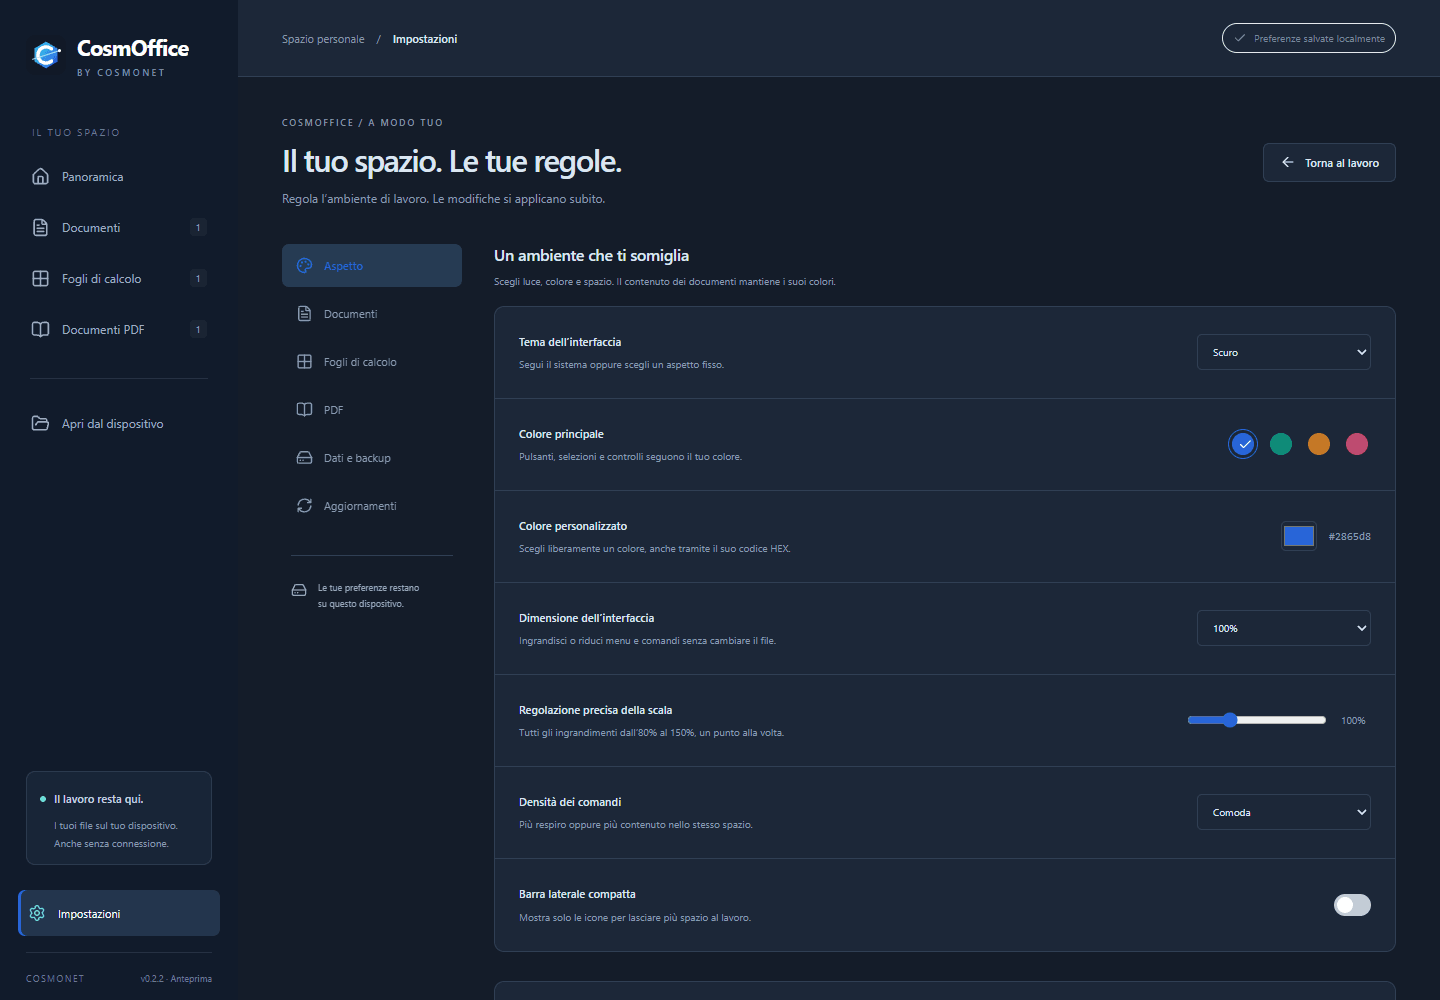 CosmOffice
BY COSMONET
IL TUO SPAZIO
Panoramica
Documenti 1
Fogli di calcolo 1
Documenti PDF 1
Apri dal dispositivo
Il lavoro resta qui.
I tuoi file sul tuo dispositivo.
Anche senza connessione.
Impostazioni
COSMONET v0.2.2 · Anteprima
Spazio personale / Impostazioni
Preferenze salvate localmente
COSMOFFICE / A MODO TUO
Il tuo spazio. Le tue regole.
Regola l’ambiente di lavoro. Le modifiche si applicano subito.
Torna al lavoro
Aspetto
Documenti
Fogli di calcolo
PDF
Dati e backup
Aggiornamenti
Le tue preferenze restano
su questo dispositivo.
Un ambiente che ti somiglia
Scegli luce, colore e spazio. Il contenuto dei documenti mantiene i suoi colori.
Tema dell’interfaccia
Segui il sistema oppure scegli un aspetto fisso.
Scuro
Colore principale
Pulsanti, selezioni e controlli seguono il tuo colore.
Colore personalizzato
Scegli liberamente un colore, anche tramite il suo codice HEX.
#2865d8
Dimensione dell’interfaccia
Ingrandisci o riduci menu e comandi senza cambiare il file.
100%
Regolazione precisa della scala
Tutti gli ingrandimenti dall’80% al 150%, un punto alla volta.
100%
Densità dei comandi
Più respiro oppure più contenuto nello stesso spazio.
Comoda
Barra laterale compatta
Mostra solo le icone per lasciare più spazio al lavoro.